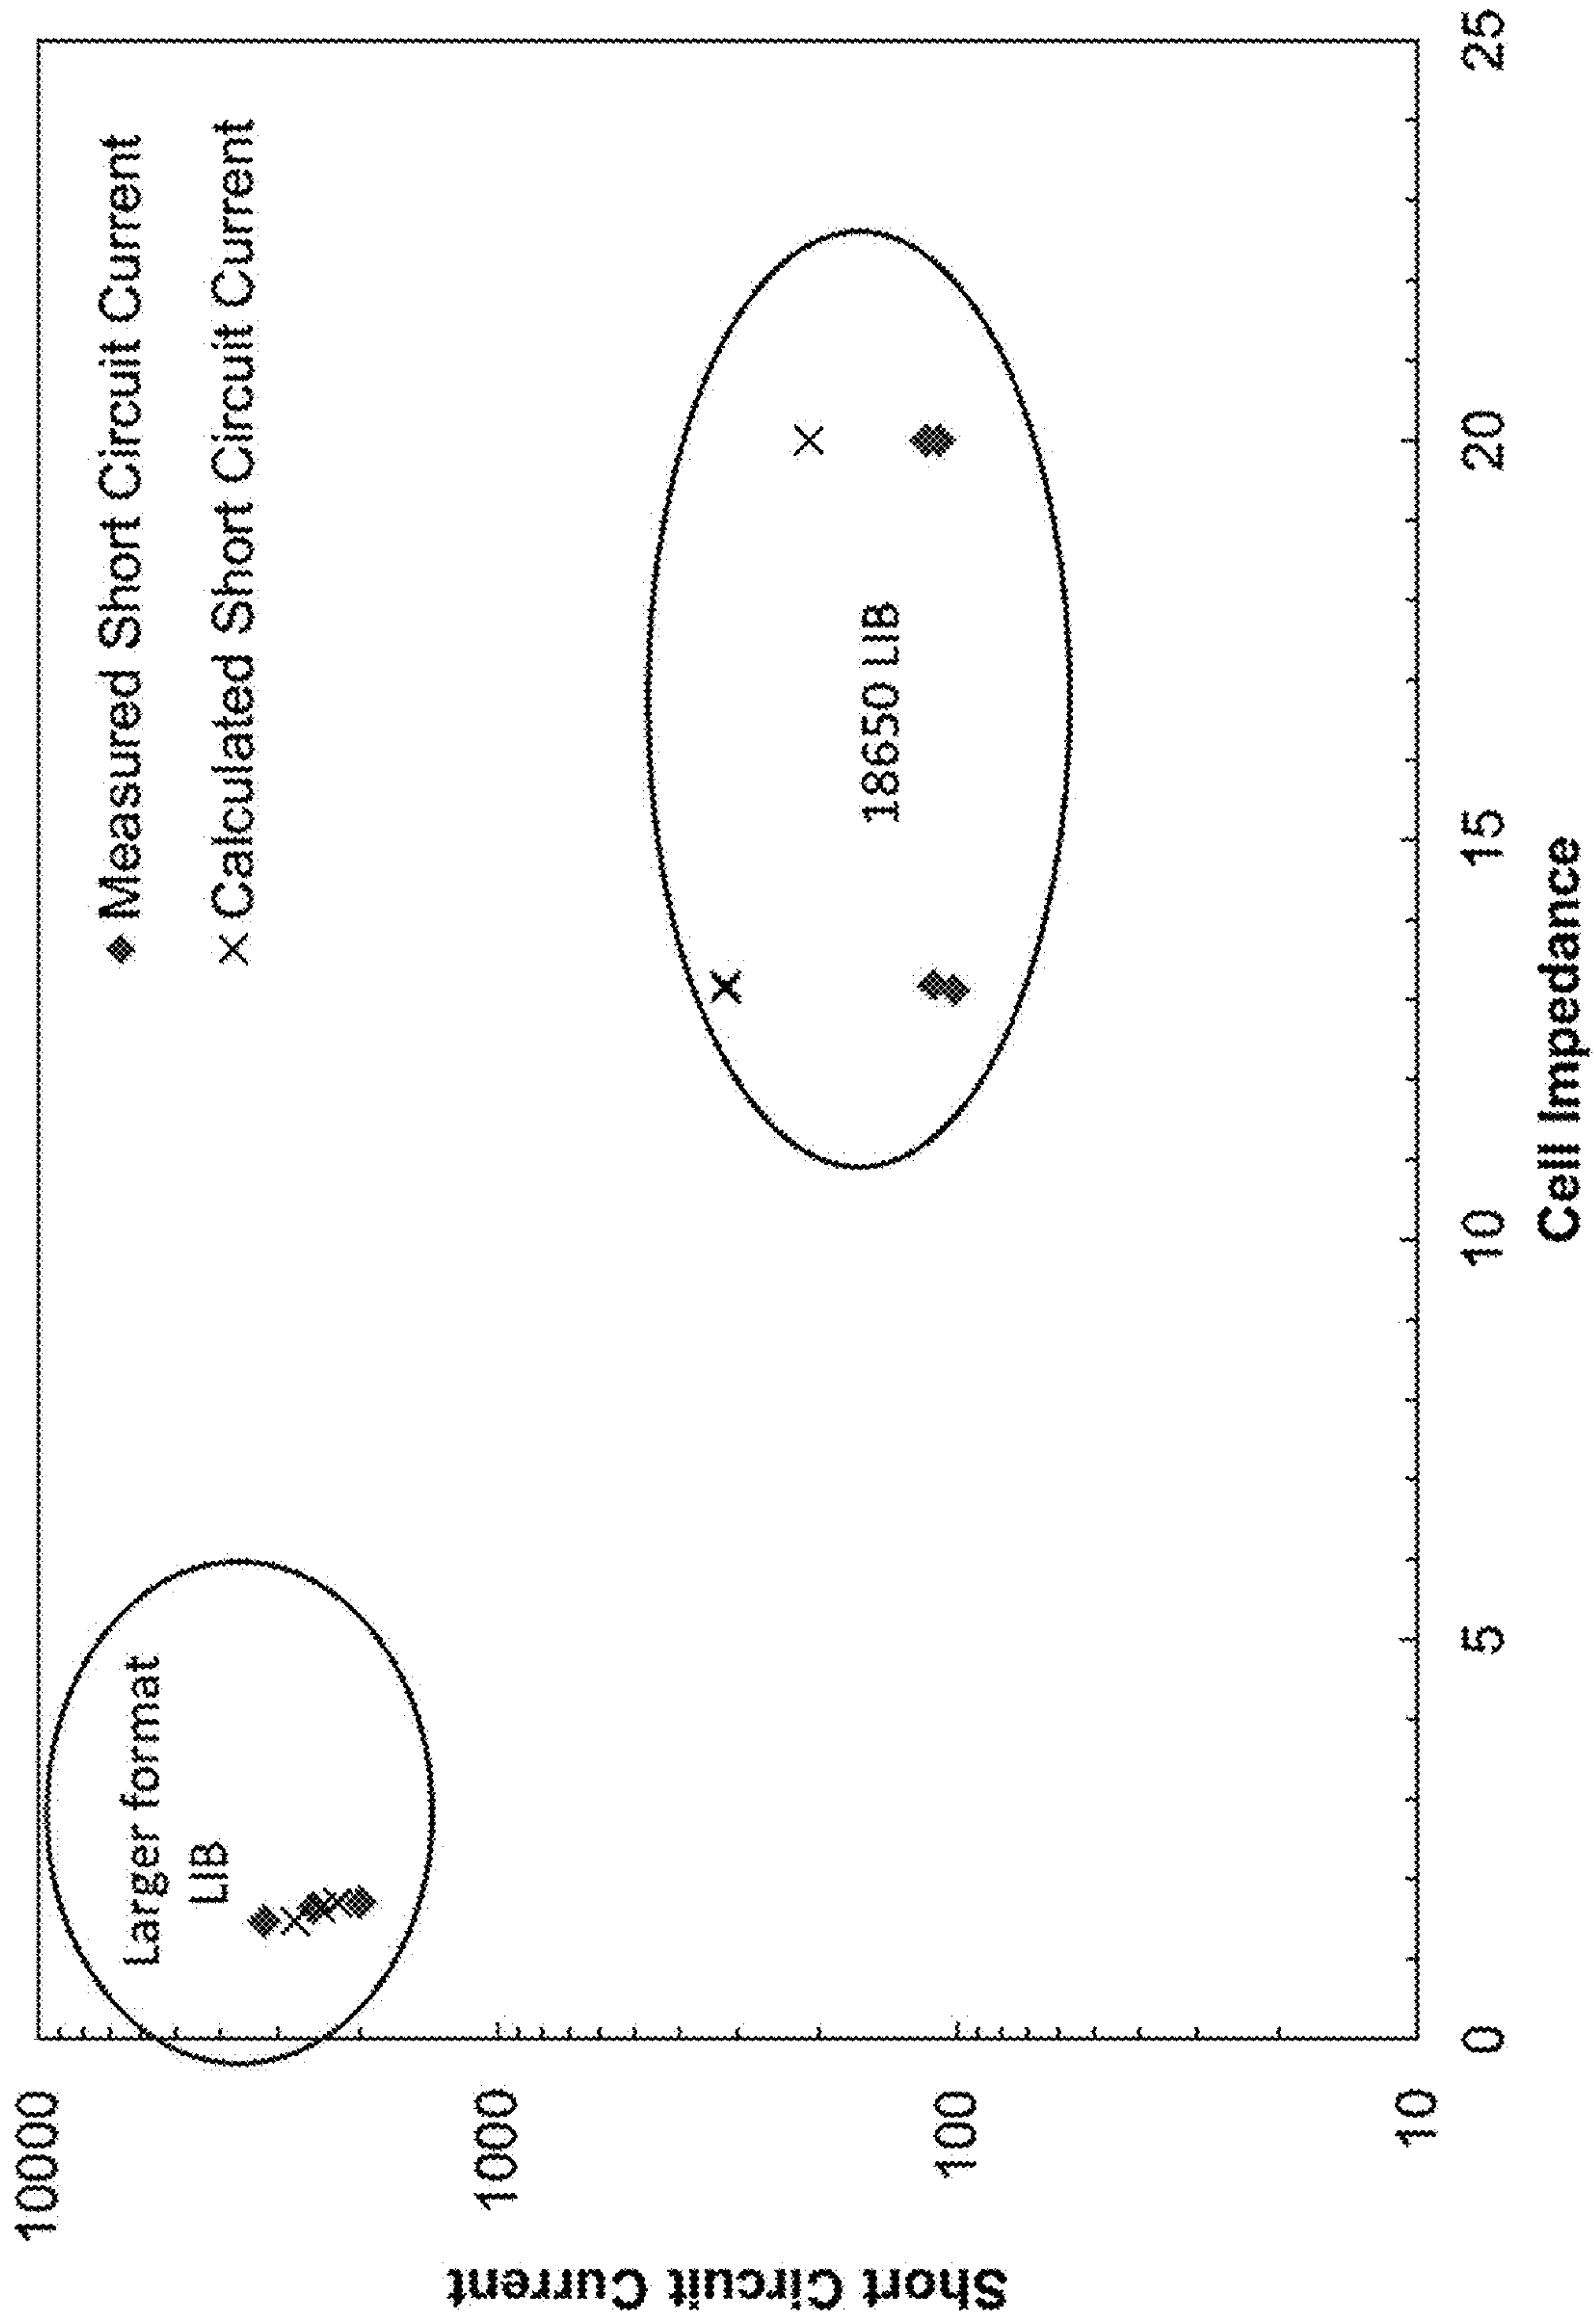 10000
1000
100
10
Short Circuit Current
Larger format
LIB
Measured Short Circuit Current
Calculated Short Circuit Current
18650 LIB
0
5
10
15
20
25
Cell Impedance